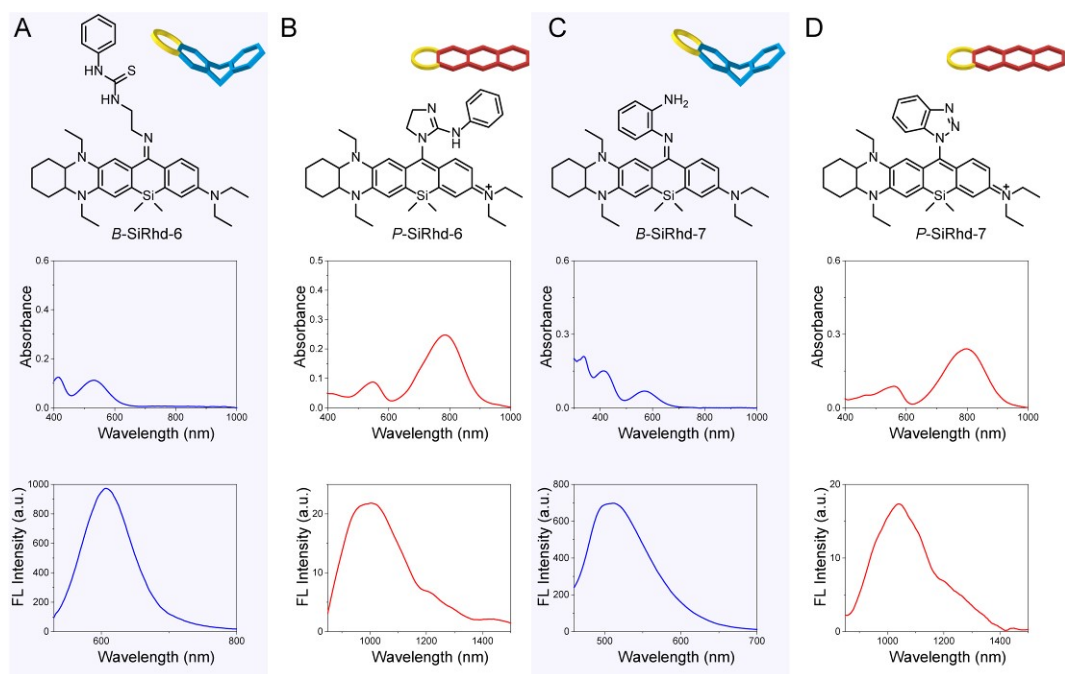 A
B
C
D
NH
S
NH
N
N
N
Si
N
B-SiRhd-6
N
N
N
H
N
N
Si
N
+
P-SiRhd-6
NH2
N
N
N
Si
N
B-SiRhd-7
N
N
N
N
N
Si
N
+
P-SiRhd-7
Absorbance
0.6
0.4
0.2
0.0
400 600 800 1000
Wavelength (nm)
Absorbance
0.5
0.4
0.3
0.2
0.1
0.0
400 600 800 1000
Wavelength (nm)
Absorbance
0.6
0.3
0.0
400 600 800 1000
Wavelength (nm)
Absorbance
0.6
0.3
0.0
400 600 800 1000
Wavelength (nm)
FL Intensity (a.u.)
1000
800
600
400
200
0
600 800
Wavelength (nm)
FL Intensity (a.u.)
20
10
0
1000 1200 1400
Wavelength (nm)
FL Intensity (a.u.)
800
600
400
200
0
500 600 700
Wavelength (nm)
FL Intensity (a.u.)
20
10
0
1000 1200 1400
Wavelength (nm)